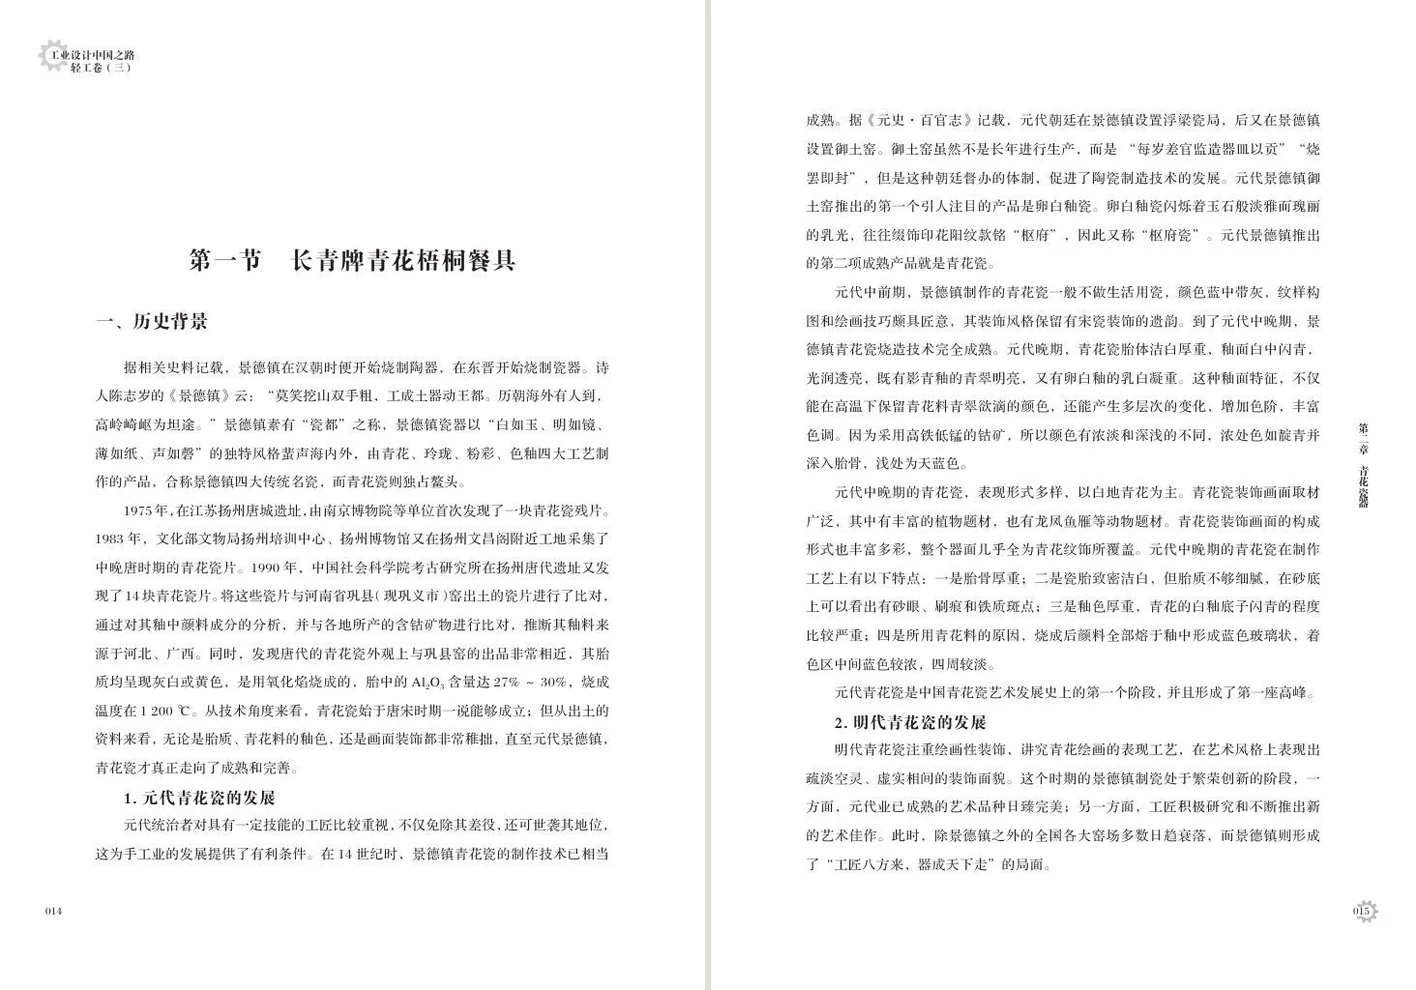 工业设计中国之路
轻工卷（三）
第一节　长青牌青花梧桐餐具
一、历史背景
据相关史料记载，景德镇在汉朝时便开始烧制陶器，在东晋开始烧制瓷器。诗
人陈志岁的《景德镇》云：“莫笑挖山双手粗，工成土器动王都。历朝海外有人到，
高岭崎岖为坦途。”景德镇素有“瓷都”之称，景德镇瓷器以“白如玉、明如镜、
薄如纸、声如磬”的独特风格蜚声海内外，由青花、玲珑、粉彩、色釉四大工艺制
作的产品，合称景德镇四大传统名瓷，而青花瓷则独占鳌头。
1975年，在江苏扬州唐城遗址，由南京博物院等单位首次发现了一块青花瓷残片。
1983 年，文化部文物局扬州培训中心、扬州博物馆又在扬州文昌阁附近工地采集了
中晚唐时期的青花瓷片。1990 年，中国社会科学院考古研究所在扬州唐代遗址又发
现了14块青花瓷片。将这些瓷片与河南省巩县（现巩义市）窑出土的瓷片进行了比对，
通过对其釉中颜料成分的分析，并与各地所产的含钴矿物进行比对，推断其釉料来
源于河北、广西。同时，发现唐代的青花瓷外观上与巩县窑的出品非常相近，其胎
质均呈现灰白或黄色，是用氧化焰烧成的，胎中的 Al₂O₃ 含量达 27% ~ 30%，烧成
温度在 1 200 ℃。从技术角度来看，青花瓷始于唐宋时期一说能够成立；但从出土的
资料来看，无论是胎质、青花料的釉色，还是画面装饰都非常稚拙，直至元代景德镇，
青花瓷才真正走向了成熟和完善。
1. 元代青花瓷的发展
元代统治者对具有一定技能的工匠比较重视，不仅免除其差役，还可世袭其地位，
这为手工业的发展提供了有利条件。在 14 世纪时，景德镇青花瓷的制作技术已相当
014
成熟。据《元史·百官志》记载，元代朝廷在景德镇设置浮梁瓷局，后又在景德镇
设置御土窑。御土窑虽然不是长年进行生产，而是 “每岁差官监造器皿以贡”“烧
罢即封”，但是这种朝廷督办的体制，促进了陶瓷制造技术的发展。元代景德镇御
土窑推出的第一个引人注目的产品是卵白釉瓷。卵白釉瓷闪烁着玉石般淡雅而瑰丽
的乳光，往往缀饰印花阳纹款铭“枢府”，因此又称“枢府瓷”。元代景德镇推出
的第二项成熟产品就是青花瓷。
元代中前期，景德镇制作的青花瓷一般不做生活用瓷，颜色蓝中带灰，纹样构
图和绘画技巧颇具匠意，其装饰风格保留有宋瓷装饰的遗韵。到了元代中晚期，景
德镇青花瓷烧造技术完全成熟。元代晚期，青花瓷胎体洁白厚重，釉面白中闪青，
光润透亮，既有影青釉的青翠明亮，又有卵白釉的乳白凝重。这种釉面特征，不仅
能在高温下保留青花料青翠欲滴的颜色，还能产生多层次的变化，增加色阶，丰富
色调。因为采用高铁低锰的钴矿，所以颜色有浓淡和深浅的不同，浓处色如靛青并
深入胎骨，浅处为天蓝色。
元代中晚期的青花瓷，表现形式多样，以白地青花为主。青花瓷装饰画面取材
广泛，其中有丰富的植物题材，也有龙凤鱼雁等动物题材。青花瓷装饰画面的构成
形式也丰富多彩，整个器面几乎全为青花纹饰所覆盖。元代中晚期的青花瓷在制作
工艺上有以下特点：一是胎骨厚重；二是瓷胎致密洁白，但胎质不够细腻，在砂底
上可以看出有砂眼、刷痕和铁质斑点；三是釉色厚重，青花的白釉底子闪青的程度
比较严重；四是所用青花料的原因，烧成后颜料全部熔于釉中形成蓝色玻璃状，着
色区中间蓝色较浓，四周较淡。
元代青花瓷是中国青花瓷艺术发展史上的第一个阶段，并且形成了第一座高峰。
2. 明代青花瓷的发展
明代青花瓷注重绘画性装饰，讲究青花绘画的表现工艺，在艺术风格上表现出
疏淡空灵、虚实相间的装饰面貌。这个时期的景德镇制瓷处于繁荣创新的阶段，一
方面，元代业已成熟的艺术品种日臻完美；另一方面，工匠积极研究和不断推出新
的艺术佳作。此时，除景德镇之外的全国各大窑场多数日趋衰落，而景德镇则形成
了“工匠八方来，器成天下走”的局面。
第二章　青花瓷器
015